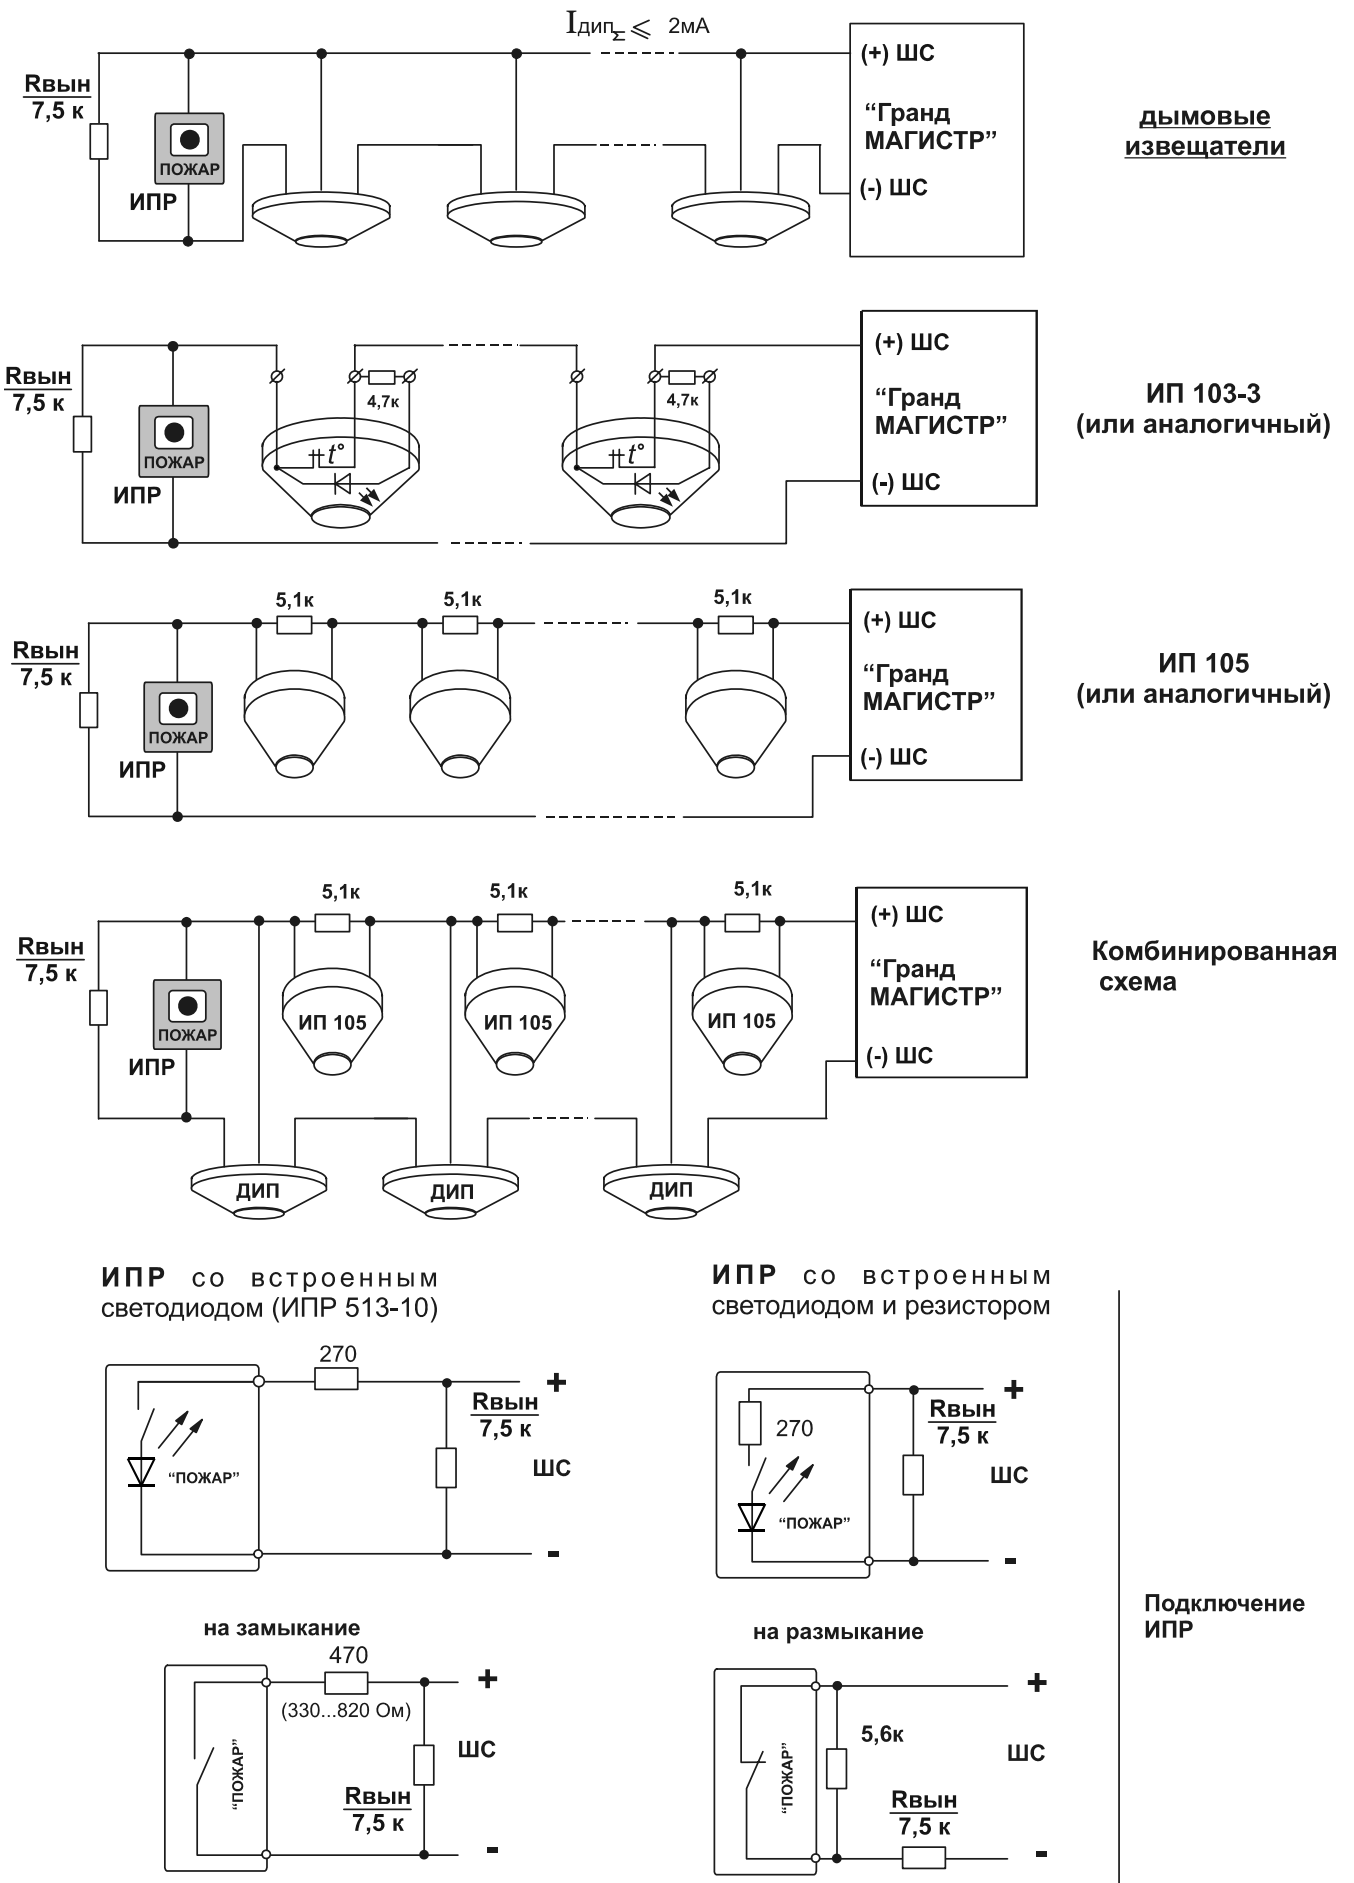 Iдип Σ ⩽ 2мА
Rвын
7,5 к
ПОЖАР
ИПР
(+) ШС
“Гранд
МАГИСТР”
(-) ШС
дымовые
извещатели
Rвын
7,5 к
ПОЖАР
ИПР
4,7к
t°
4,7к
t°
(+) ШС
“Гранд
МАГИСТР”
(-) ШС
ИП 103-3
(или аналогичный)
5,1к
5,1к
5,1к
Rвын
7,5 к
ПОЖАР
ИПР
(+) ШС
“Гранд
МАГИСТР”
(-) ШС
ИП 105
(или аналогичный)
5,1к
5,1к
5,1к
Rвын
7,5 к
ПОЖАР
ИПР
ИП 105
ИП 105
ИП 105
ДИП
ДИП
ДИП
(+) ШС
“Гранд
МАГИСТР”
(-) ШС
Комбинированная
схема
ИПР со встроенным
светодиодом (ИПР 513-10)
270
“ПОЖАР”
+
Rвын
7,5 к
ШС
-
ИПР со встроенным
светодиодом и резистором
270
“ПОЖАР”
+
Rвын
7,5 к
ШС
-
на замыкание
470
(330...820 Ом)
“ПОЖАР”
+
ШС
Rвын
7,5 к
-
на размыкание
“ПОЖАР”
5,6к
+
ШС
Rвын
7,5 к
-
Подключение
ИПР